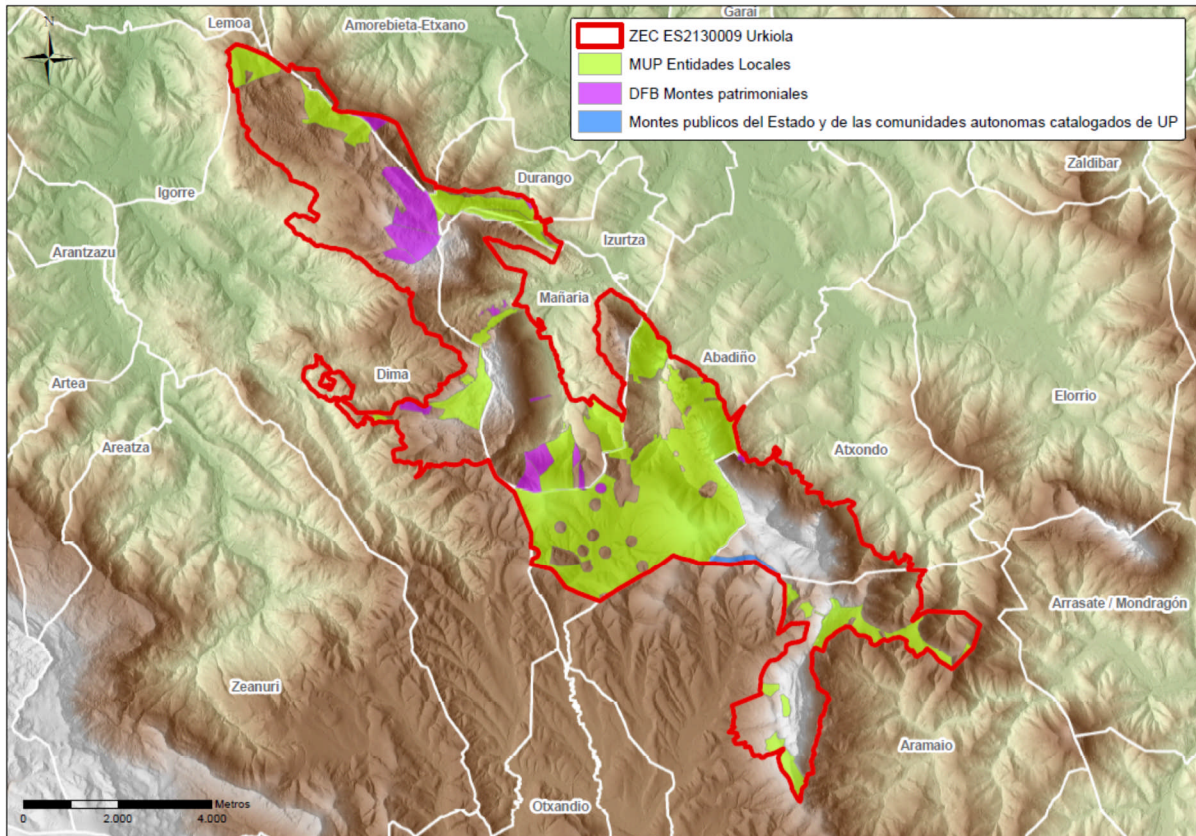 N
Lemoa
Amorebieta-Etxano
Garai
ZEC ES2130009 Urkiola
MUP Entidades Locales
DFB Montes patrimoniales
Montes publicos del Estado y de las comunidades autonomas catalogados de UP
Zaldibar
Durango
Igorre
Izurtza
Arantzazu
Mañaria
Abadiño
Dima
Artea
Elorrio
Areatza
Atxondo
Arrasate / Mondragón
Zeanuri
Aramaio
Otxandio
Metros
0
2.000
4.000